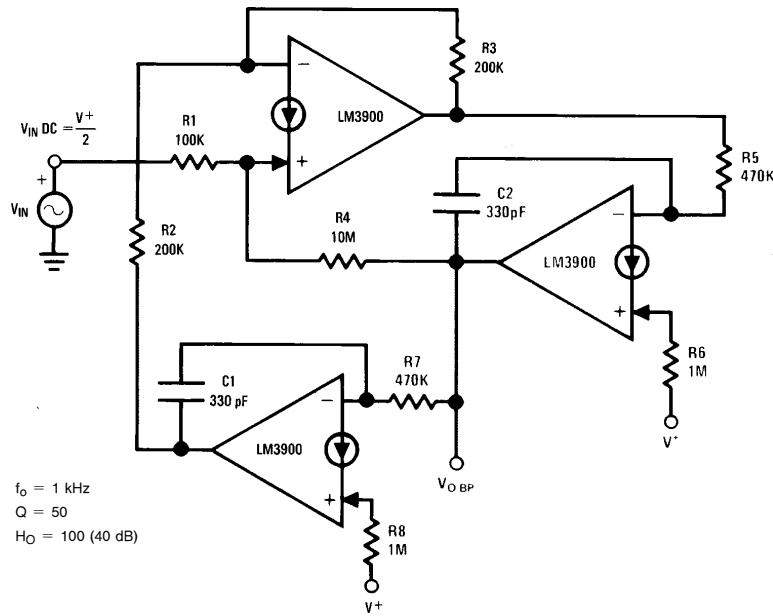 R3
200K
V_IN DC = V⁺/2
R1
100K
LM3900
R5
470K
+
−
+
V_IN
R2
200K
R4
10M
C2
330pF
−
LM3900
+
R6
1M
V⁺
R7
470K
C1
330 pF
−
LM3900
+
R8
1M
V⁺
V_O BP
f_o = 1 kHz
Q = 50
H_O = 100 (40 dB)